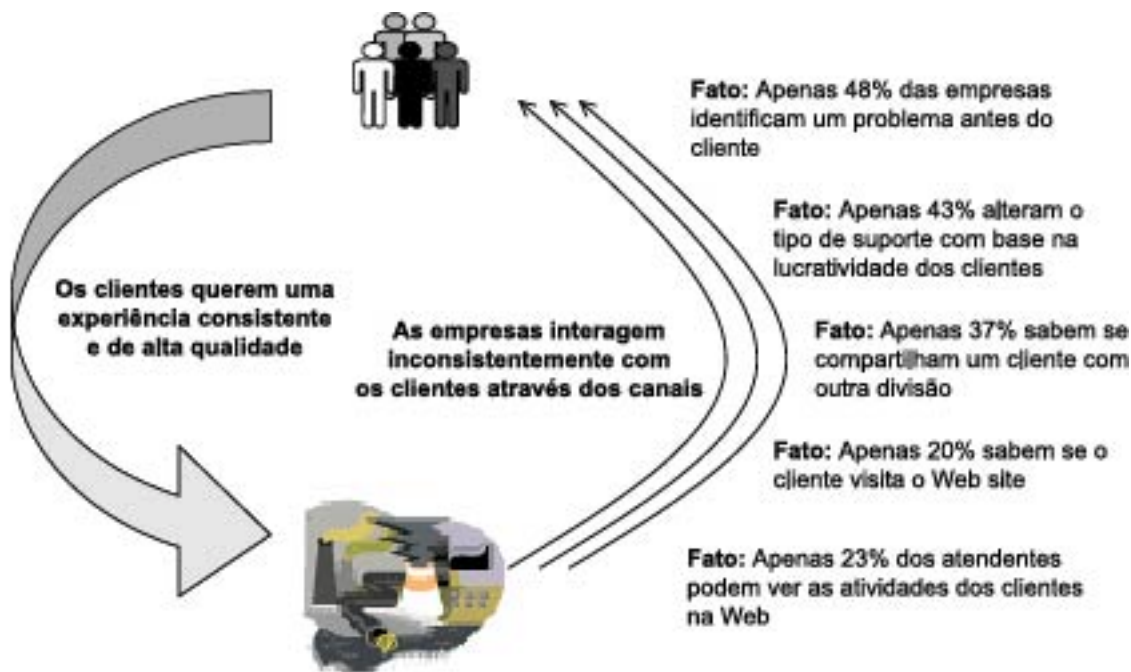 Fato: Apenas 48% das empresas
identificam um problema antes do
cliente
Fato: Apenas 43% alteram o
tipo de suporte com base na
lucratividade dos clientes
Os clientes querem uma
experiência consistente
e de alta qualidade
As empresas interagem
inconsistentemente com
os clientes através dos canais
Fato: Apenas 37% sabem se
compartilham um cliente com
outra divisão
Fato: Apenas 20% sabem se o
cliente visita o Web site
Fato: Apenas 23% dos atendentes
podem ver as atividades dos clientes
na Web